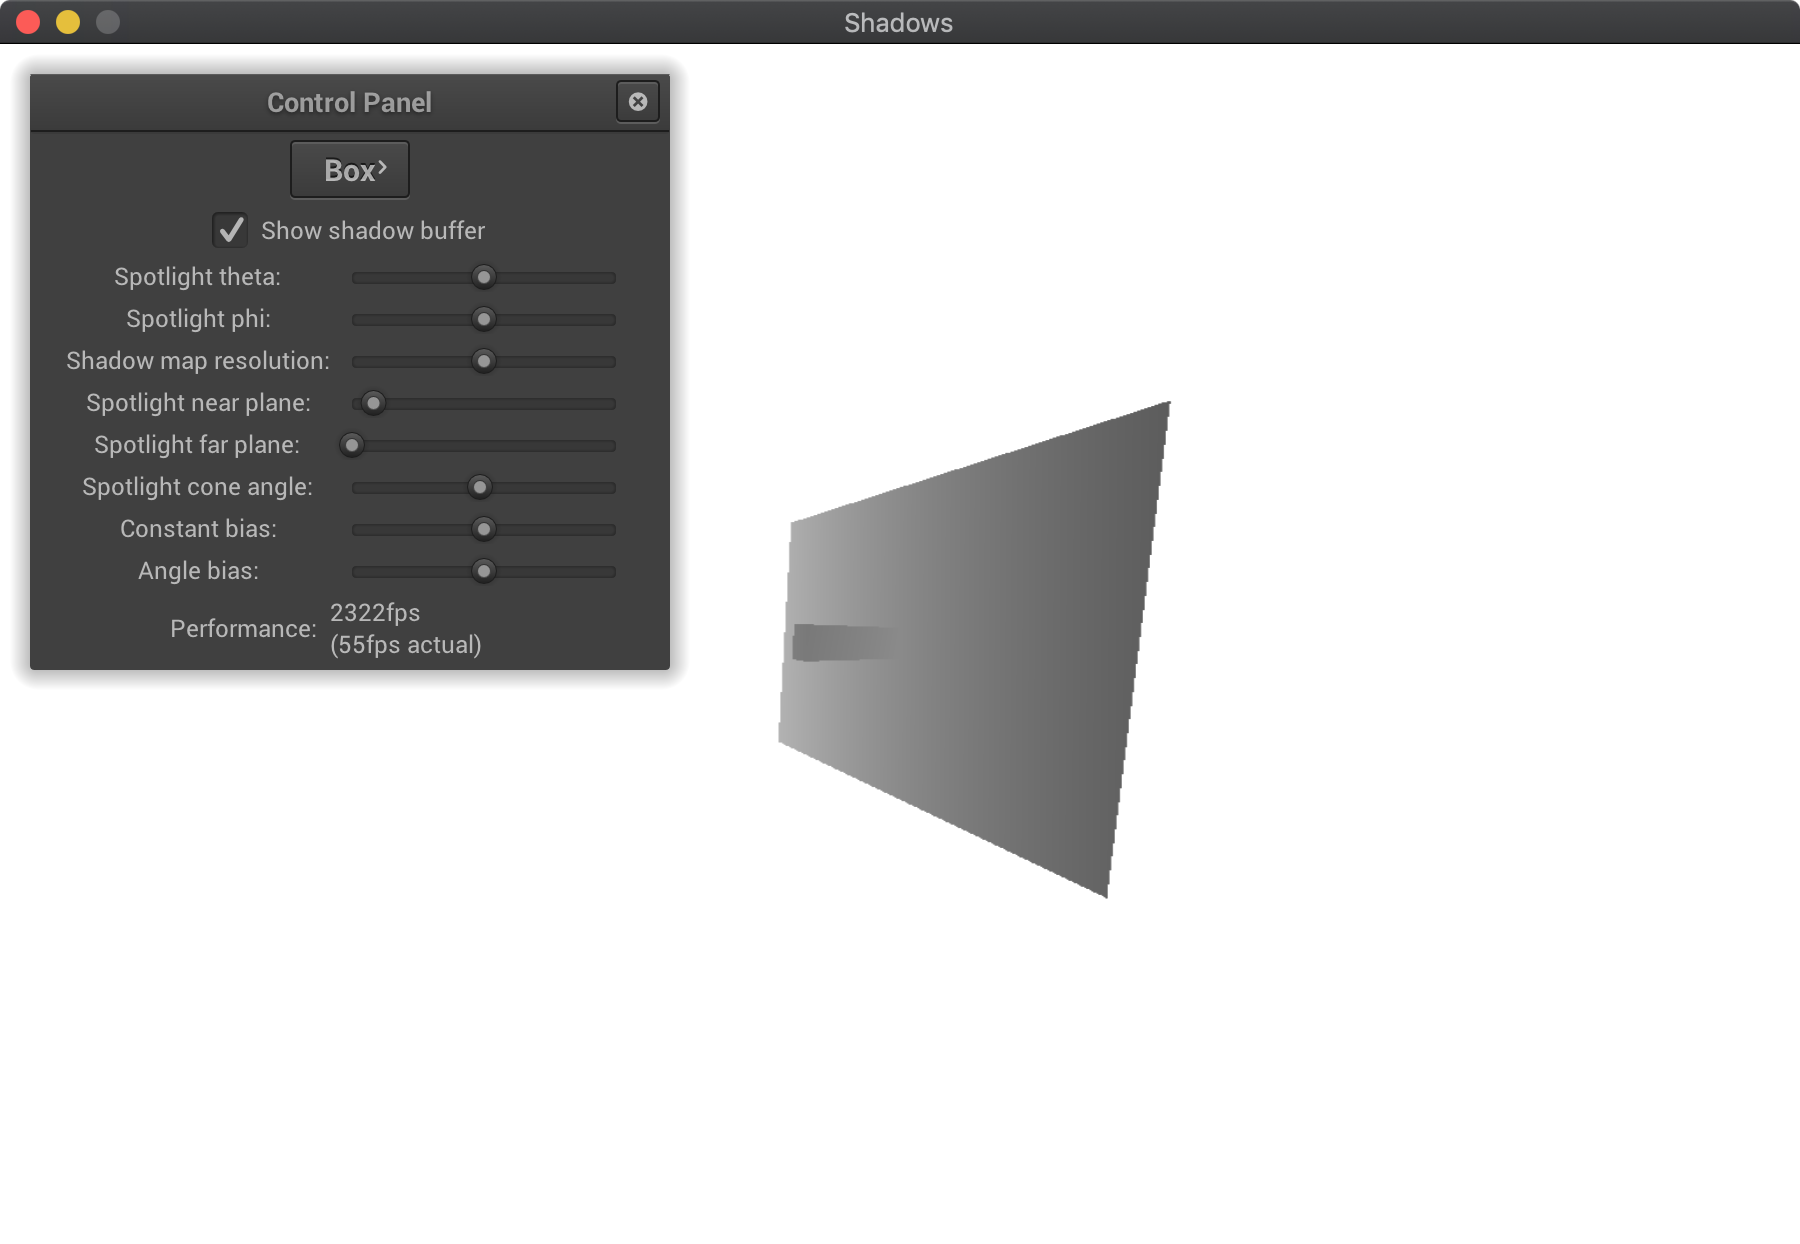 Shadows
Control Panel
Box
Show shadow buffer
Spotlight theta:
Spotlight phi:
Shadow map resolution:
Spotlight near plane:
Spotlight far plane:
Spotlight cone angle:
Constant bias:
Angle bias:
Performance: 2322fps
(55fps actual)